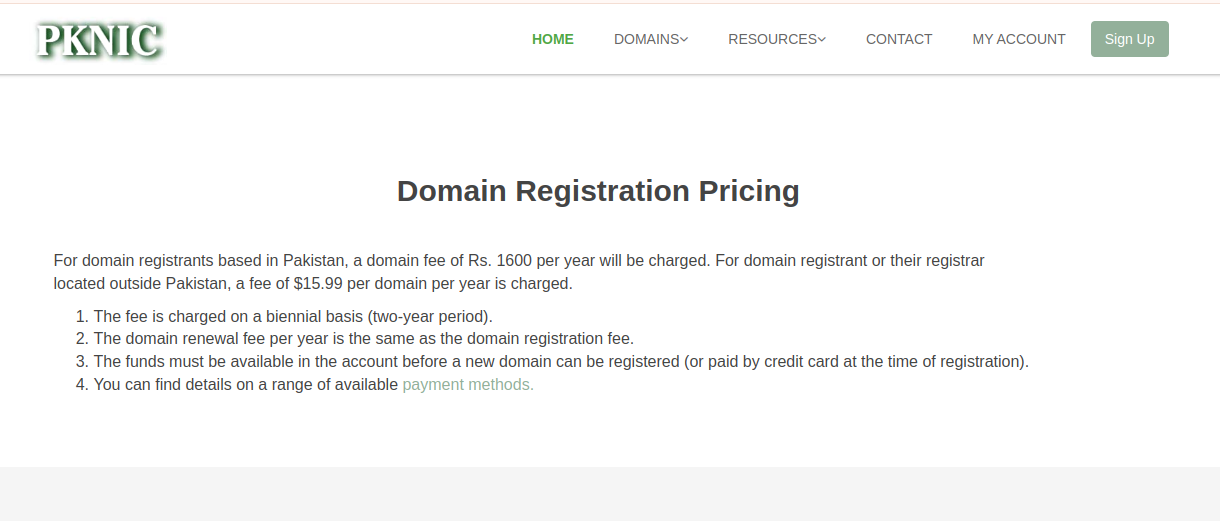 PKNIC
HOME
DOMAINS
RESOURCES
CONTACT
MY ACCOUNT
Sign Up
Domain Registration Pricing
For domain registrants based in Pakistan, a domain fee of Rs. 1600 per year will be charged. For domain registrant or their registrar
located outside Pakistan, a fee of $15.99 per domain per year is charged.
1. The fee is charged on a biennial basis (two-year period).
2. The domain renewal fee per year is the same as the domain registration fee.
3. The funds must be available in the account before a new domain can be registered (or paid by credit card at the time of registration).
4. You can find details on a range of available payment methods.